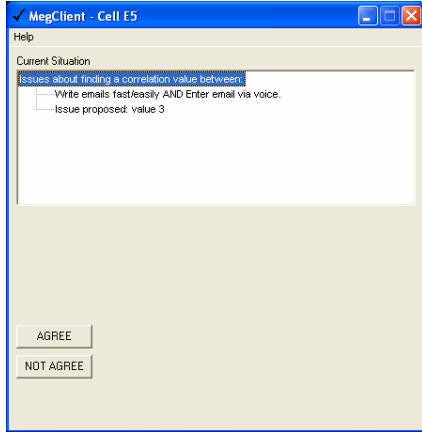 MegClient - Cell E5
Help
Current Situation
Issues about finding a correlation value between:
Write emails fast/easily AND Enter email via voice.
Issue proposed: value 3
AGREE
NOT AGREE